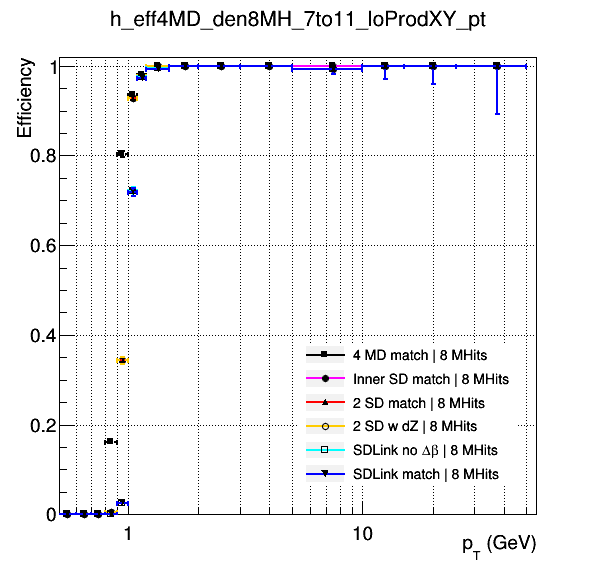 h_eff4MD_den8MH_7to11_loProdXY_pt
Efficiency
1
0.8
0.6
0.4
0.2
0
4 MD match | 8 MHits
Inner SD match | 8 MHits
2 SD match | 8 MHits
2 SD w dZ | 8 MHits
SDLink no Δβ | 8 MHits
SDLink match | 8 MHits
1 10
p_T (GeV)